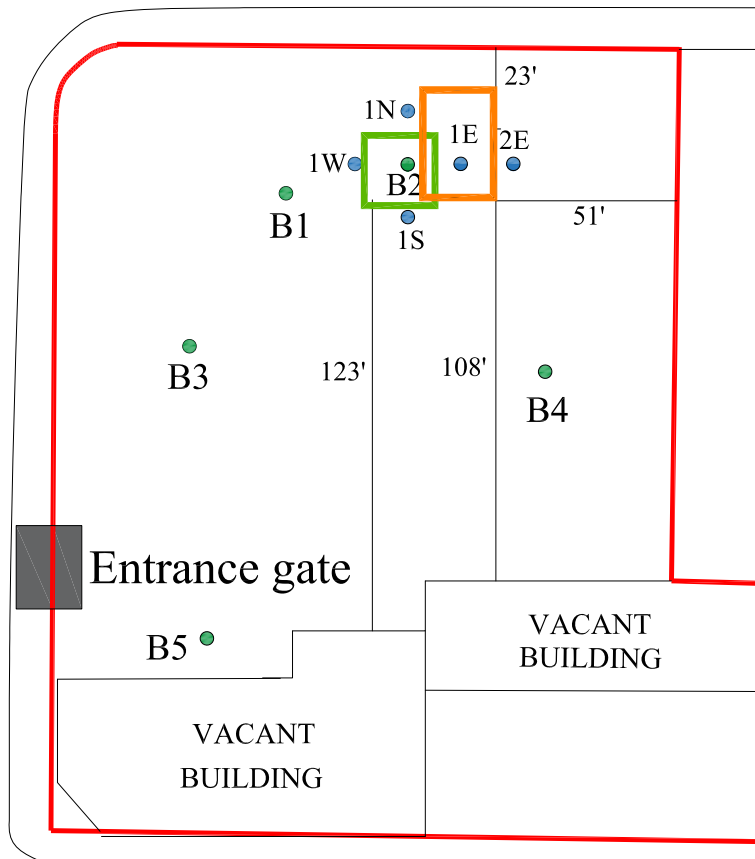 23'
1N
1E
2E
1W
B2
B1
51'
1S
123'
108'
B3
B4
Entrance gate
B5
VACANT
BUILDING
VACANT
BUILDING